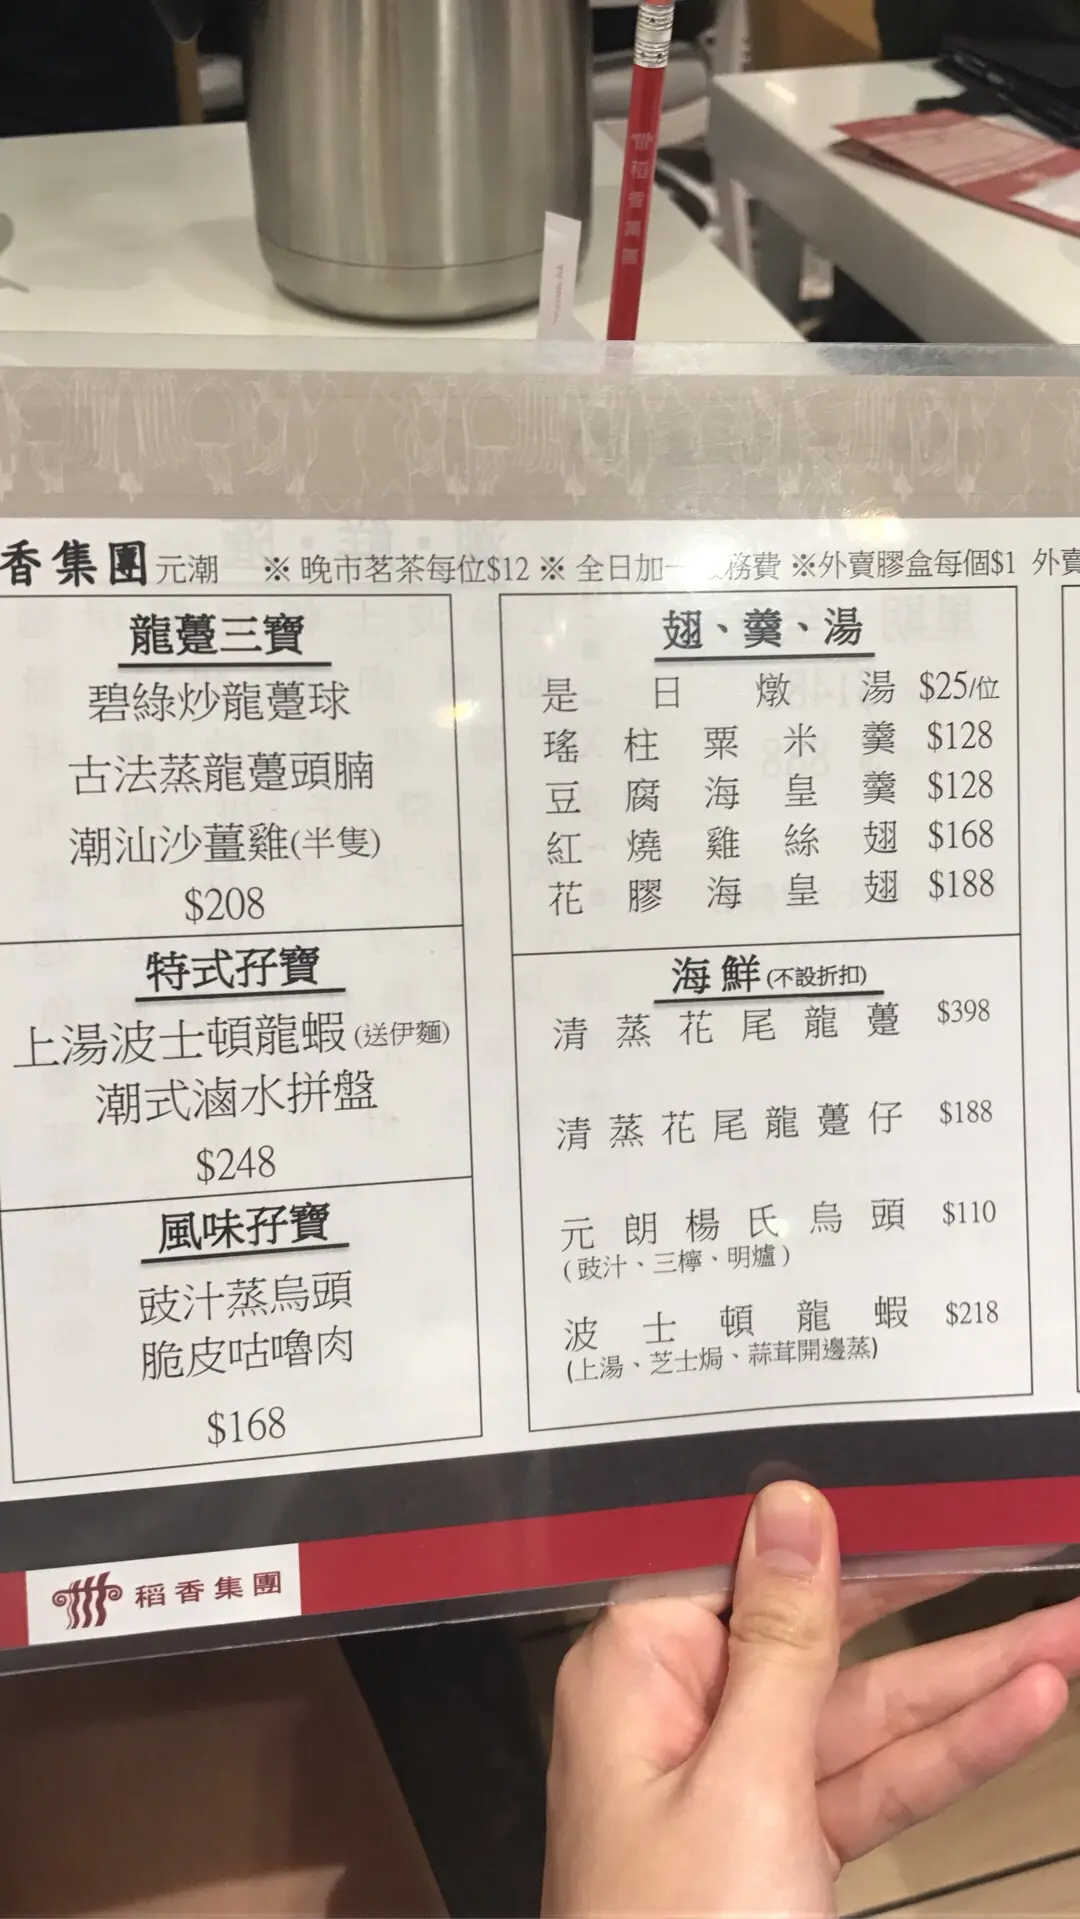 稻香集團
香集團 元潮 ※ 晚市茗茶每位$12 ※ 全日加一 務費 ※外賣膠盒每個$1 外賣
龍躉三寶
碧綠炒龍躉球
古法蒸龍躉頭腩
潮汕沙薑雞(半隻)
$208
特式孖寶
上湯波士頓龍蝦(送伊麵)
潮式滷水拼盤
$248
風味孖寶
豉汁蒸烏頭
脆皮咕嚕肉
$168
翅、羹、湯
是日燉湯 $25/位
瑤柱粟米羹 $128
豆腐海皇羹 $128
紅燒雞絲翅 $168
花膠海皇翅 $188
海鮮(不設折扣)
清蒸花尾龍躉 $398
清蒸花尾龍躉仔 $188
元朗楊氏烏頭 $110
(豉汁、三檸、明爐)
波士頓龍蝦 $218
(上湯、芝士焗、蒜茸開邊蒸)
稻香集團